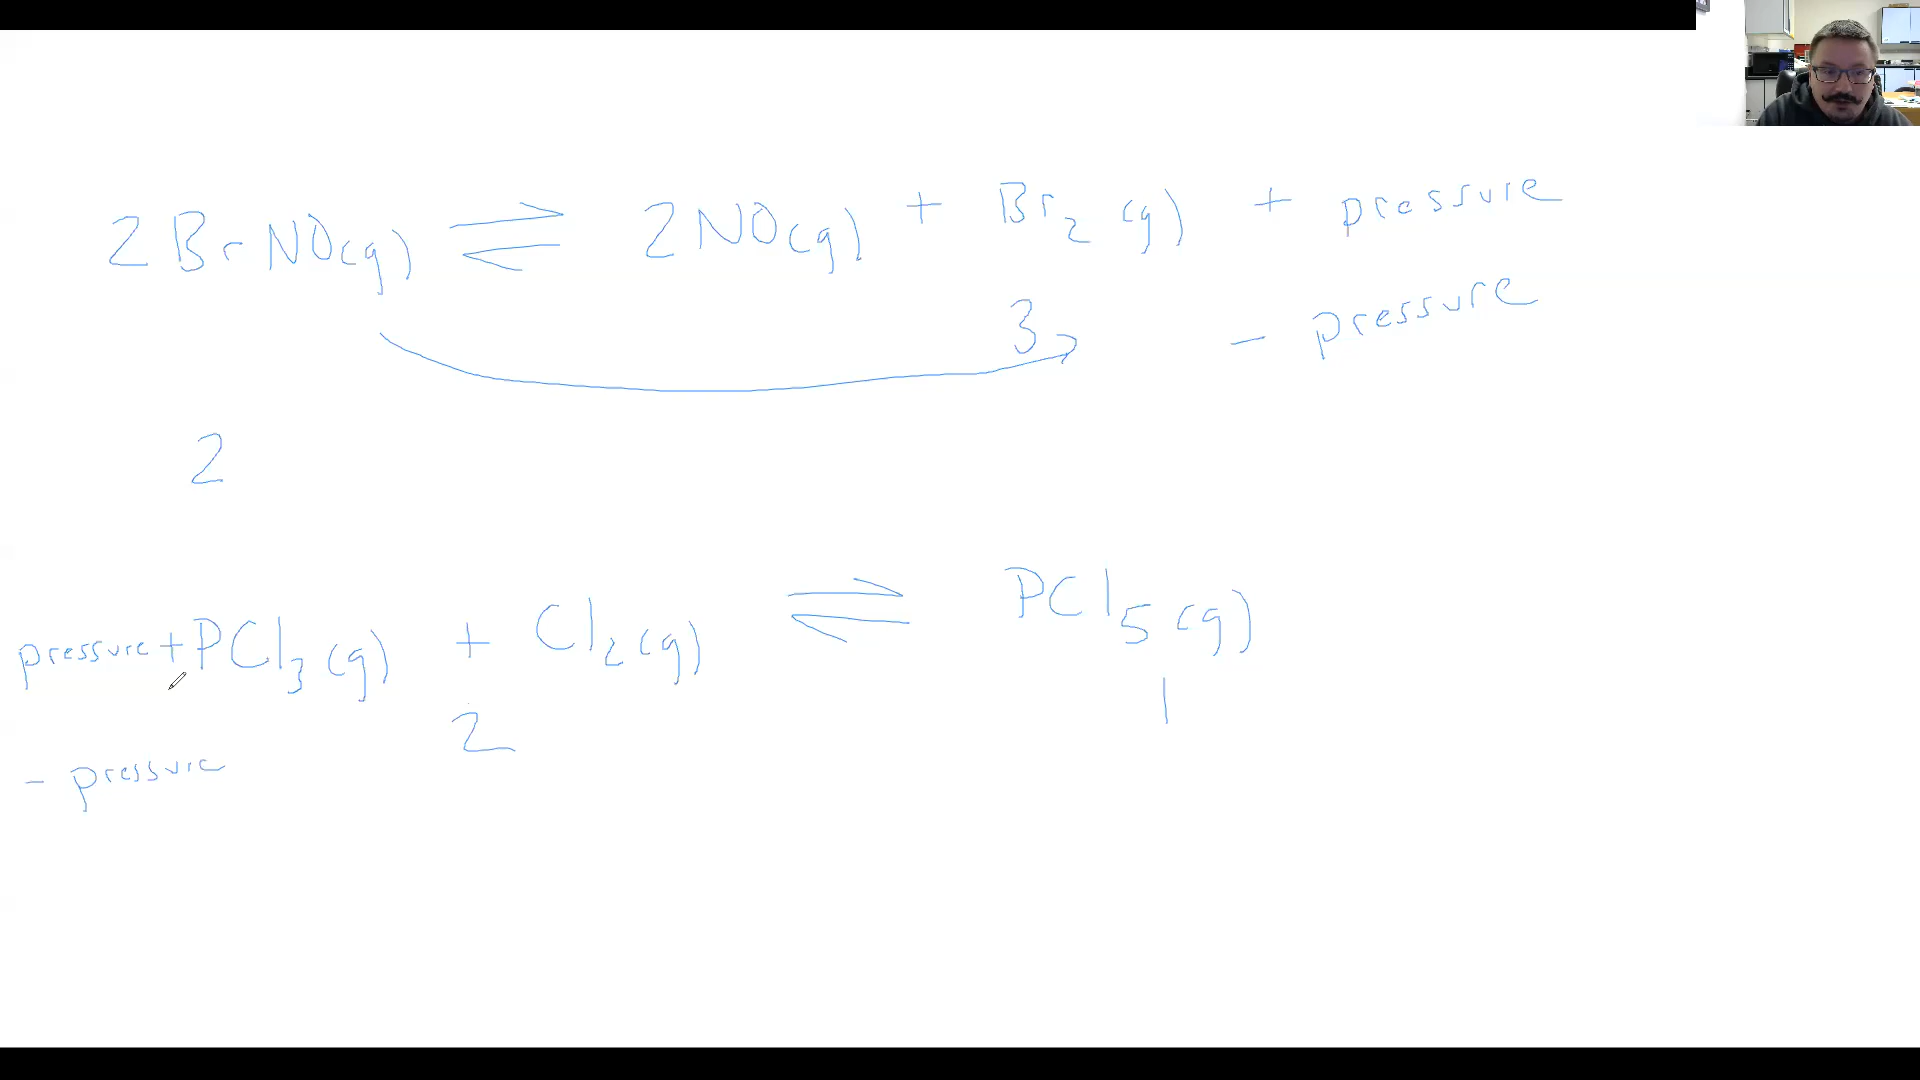 2BrNO(g) ⇌ 2NO(g) + Br₂(g) + pressure
3 - pressure
2
pressure + PCl₃(g) + Cl₂(g) ⇌ PCl₅(g)
2 1
- pressure